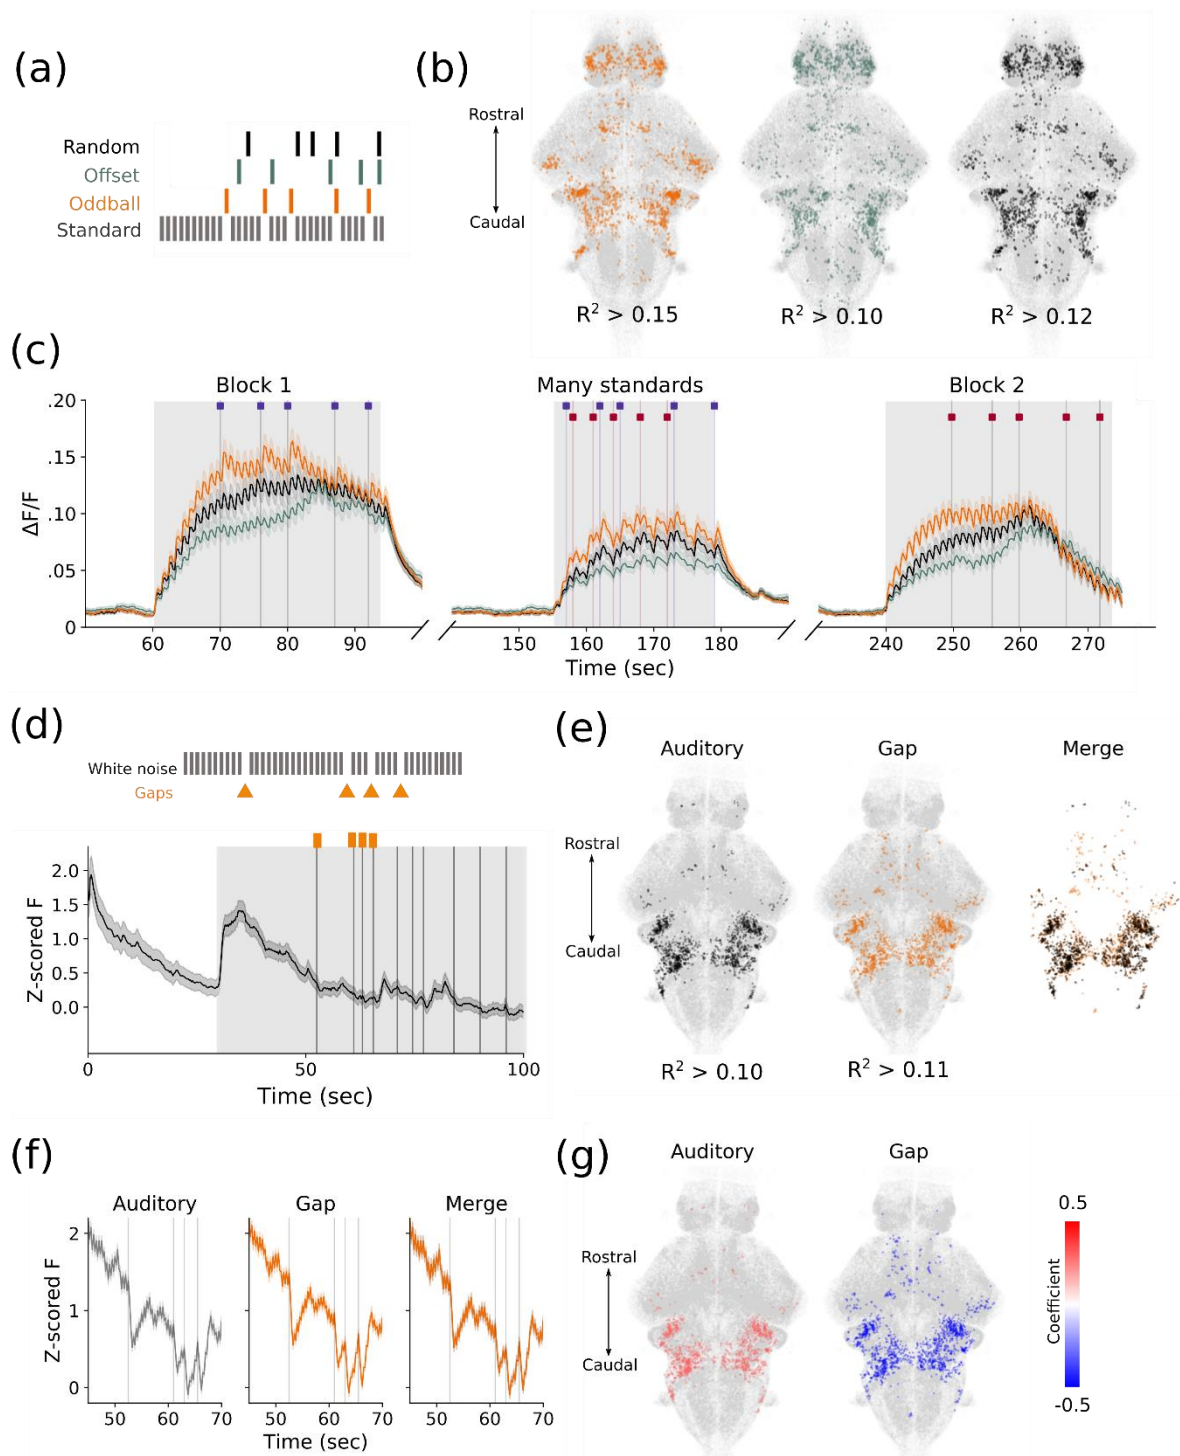 (a)
Random
Offset
Oddball
Standard
(b)
Rostral
Caudal
R² > 0.15
R² > 0.10
R² > 0.12
(c)
Block 1
Many standards
Block 2
ΔF/F
.20
.15
.10
.05
0
60 70 80 90
150 160 170 180
240 250 260 270
Time (sec)
(d)
White noise
Gaps
Z-scored F
2.0
1.5
1.0
0.5
0.0
0 50 100
Time (sec)
(e)
Auditory Gap Merge
Rostral
Caudal
R² > 0.10
R² > 0.11
(f)
Auditory Gap Merge
Z-scored F
2
1
0
50 60 70
50 60 70
50 60 70
Time (sec)
(g)
Auditory Gap
Rostral
Caudal
0.5
Coefficient
-0.5